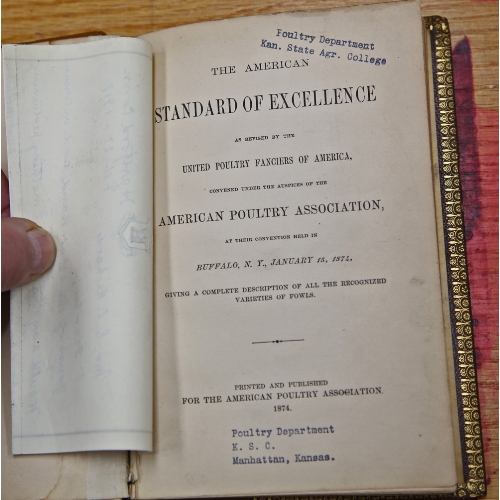 Poultry Department
Kan. State Agr. College
THE AMERICAN
STANDARD OF EXCELLENCE
AS REVISED BY THE
UNITED POULTRY FANCIERS OF AMERICA,
CONVENED UNDER THE AUSPICES OF THE
AMERICAN POULTRY ASSOCIATION,
AT THEIR CONVENTION HELD IN
BUFFALO, N. Y., JANUARY 15, 1874,
GIVING A COMPLETE DESCRIPTION OF ALL THE RECOGNIZED
VARIETIES OF FOWLS.
PRINTED AND PUBLISHED
FOR THE AMERICAN POULTRY ASSOCIATION.
1874.
Poultry Department
K. S. C.
Manhattan, Kansas.